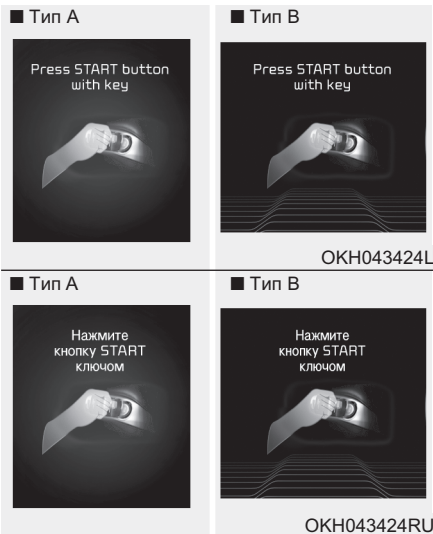 ■ Тип A
■ Тип B
Press START button
with key
Press START button
with key
OKH043424L
■ Тип A
■ Тип B
Нажмите
кнопку START
ключом
Нажмите
кнопку START
ключом
OKH043424RU